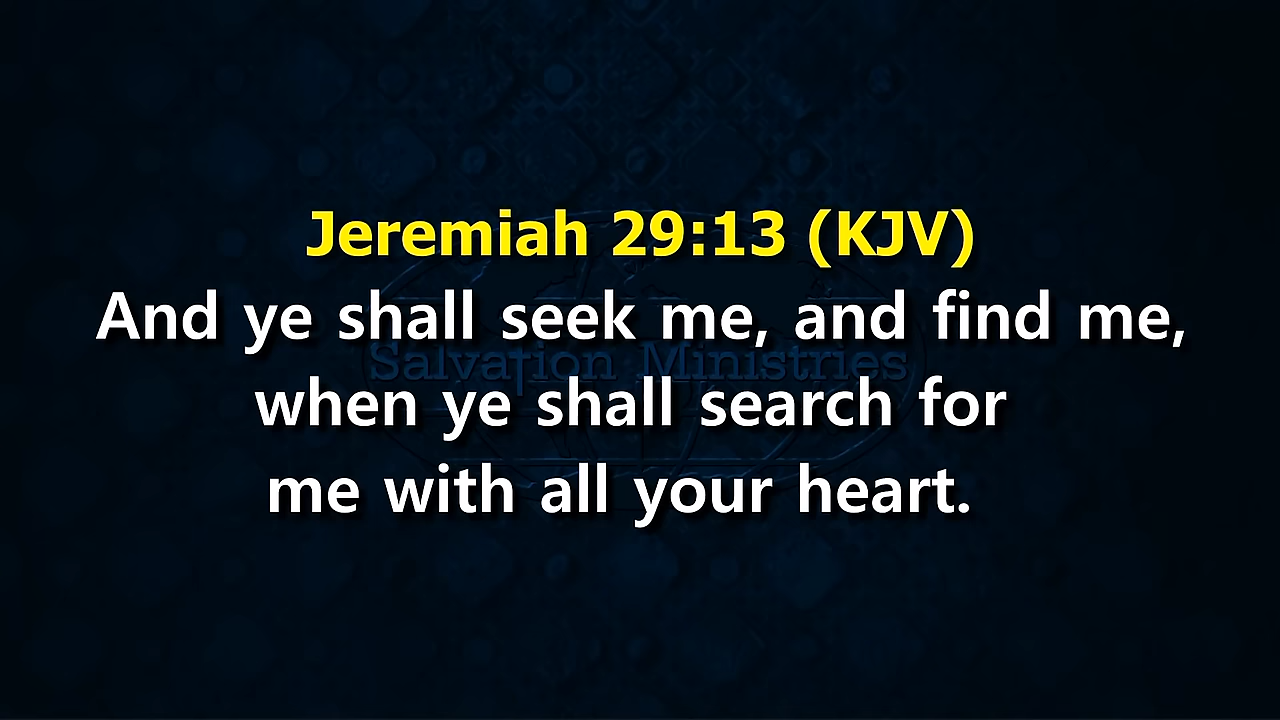 Jeremiah 29:13 (KJV)
And ye shall seek me, and find me,
Salvation Ministries
when ye shall search for
me with all your heart.